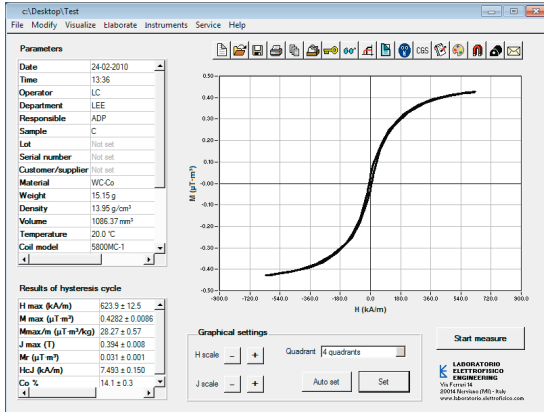 c:\Desktop\Test
File Modify Visualize Elaborate Instruments Service Help
Parameters
Date 24-02-2010
Time 13:36
Operator LC
Department LEE
Responsible ADP
Sample C
Lot Not set
Serial number Not set
Customer/supplier Not set
Material WC-Co
Weight 15.15 g
Density 13.95 g/cm³
Volume 1086.37 mm³
Temperature 20.0 °C
Coil model 5800MC-1
CGS
M (µT·m³)
0.50
0.40
0.30
0.20
0.10
-0.00
-0.10
-0.20
-0.30
-0.40
-0.50
-900.0 -540.0 -360.0 -180.0 0.0 180.0 360.0 540.0 720.0 900.0
H (kA/m)
Results of hysteresis cycle
H max (kA/m) 623.9 ± 12.5
M max (µT·m³) 0.4282 ± 0.0086
Mmax/m (µT·m³/kg) 28.27 ± 0.57
J max (T) 0.394 ± 0.008
Mr (µT·m³) 0.031 ± 0.001
HcJ (kA/m) 7.493 ± 0.150
Co % 14.1 ± 0.3
Graphical settings
H scale - +
Quadrant 4 quadrants
J scale - +
Auto set
Set
Start measure
LABORATORIO
ELETTROFISICO
ENGINEERING
Via Ferrari 14
20014 Nerviano (MI) - Italy
www.laboratorio.elettrofisico.com